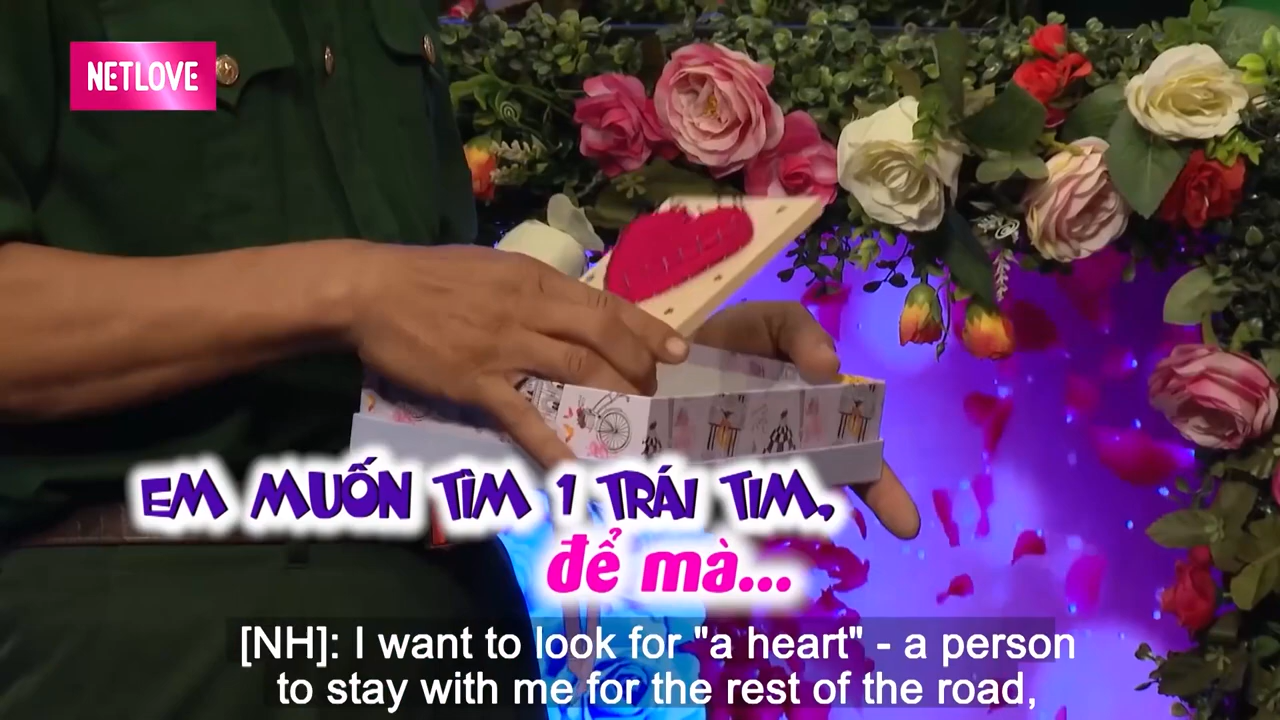 NETLOVE
EM MUỐN TÌM 1 TRÁI TIM,
để mà...
[NH]: I want to look for "a heart" - a person
to stay with me for the rest of the road,